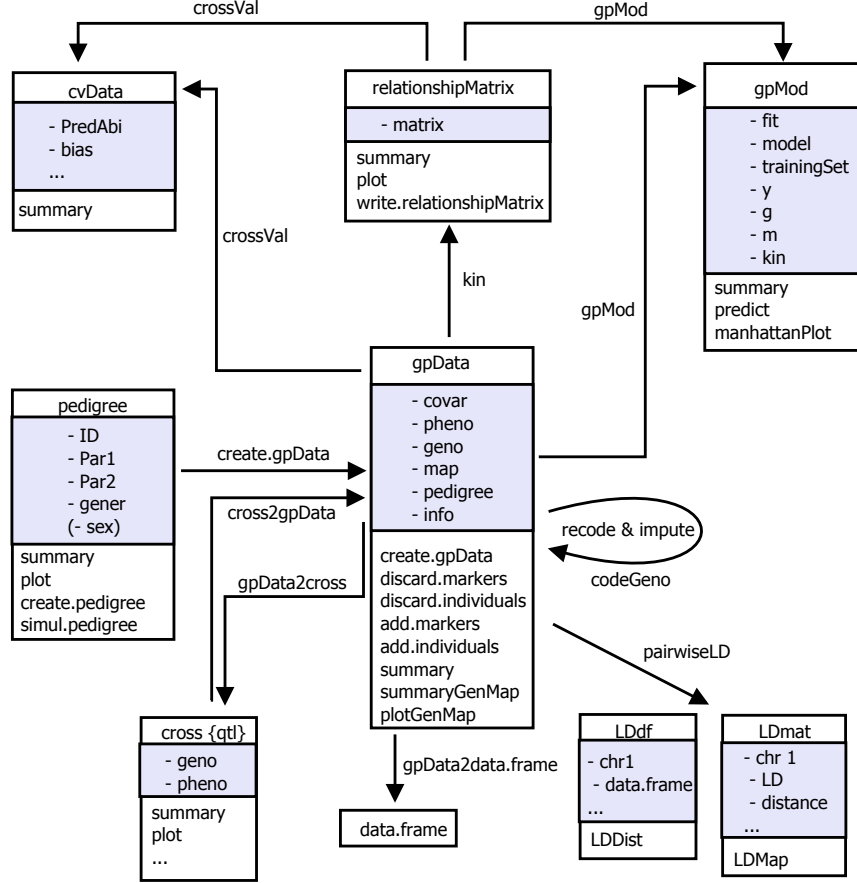 crossVal
gpMod
cvData
- PredAbi
- bias
...
summary
relationshipMatrix
- matrix
summary
plot
write.relationshipMatrix
gpMod
- fit
- model
- trainingSet
- y
- g
- m
- kin
summary
predict
manhattanPlot
crossVal
kin
gpMod
pedigree
- ID
- Par1
- Par2
- gener
(- sex)
summary
plot
create.pedigree
simul.pedigree
create.gpData
cross2gpData
gpData2cross
gpData
- covar
- pheno
- geno
- map
- pedigree
- info
create.gpData
discard.markers
discard.individuals
add.markers
add.individuals
summary
summaryGenMap
plotGenMap
recode & impute
codeGeno
pairwiseLD
cross {qtl}
- geno
- pheno
summary
plot
...
gpData2data.frame
data.frame
LDdf
- chr1
- data.frame
...
LDDist
LDmat
- chr 1
- LD
- distance
...
LDMap